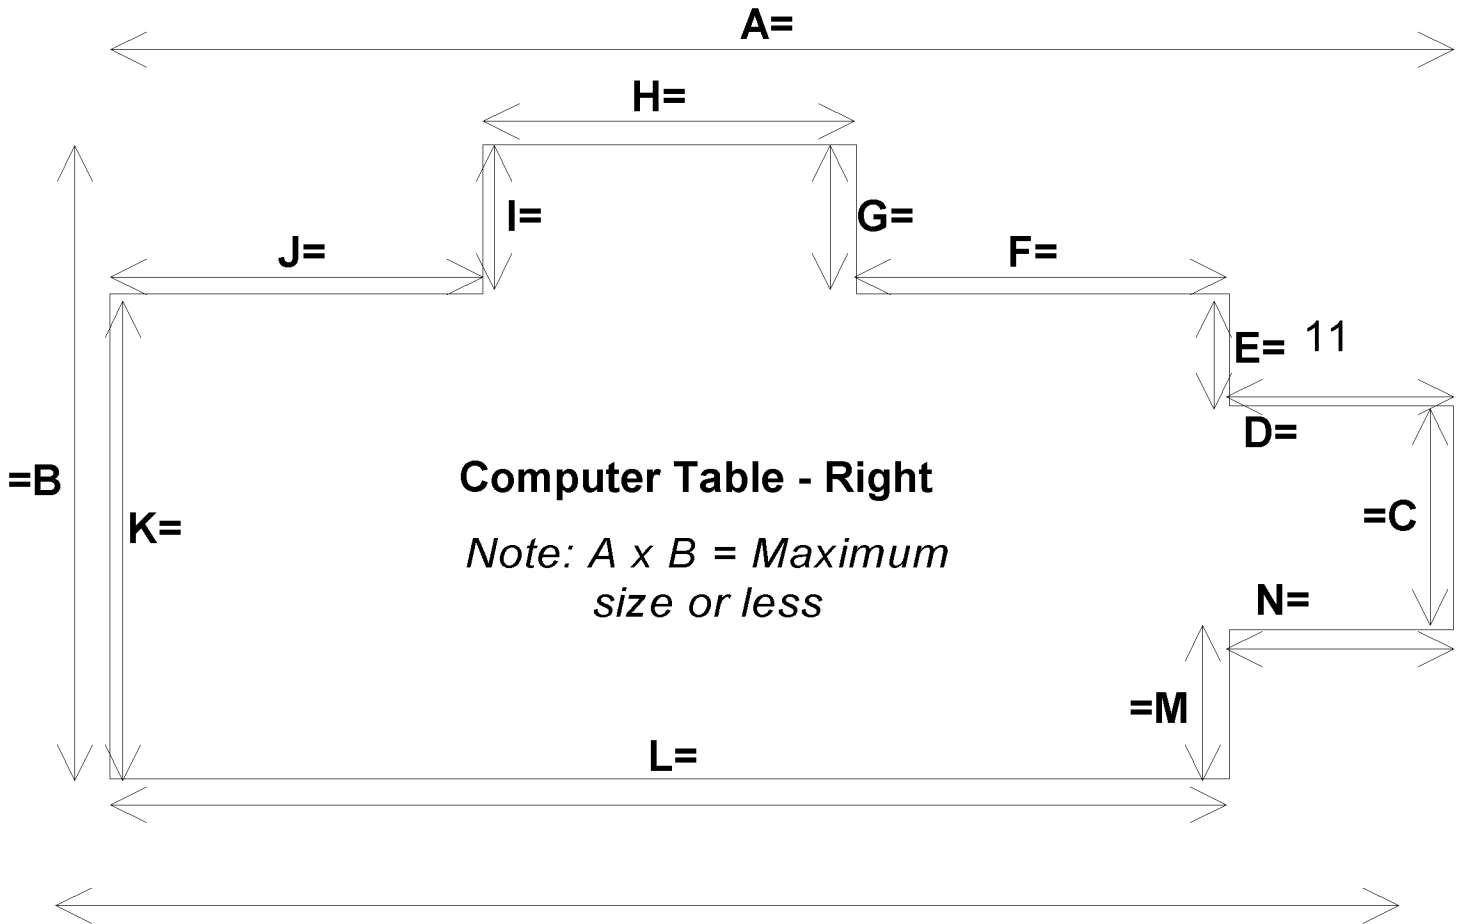 A=
H=
I=
G=
J=
F=
E= 11
D=
=B
Computer Table - Right
=C
K=
Note: A x B = Maximum
size or less
N=
=M
L=